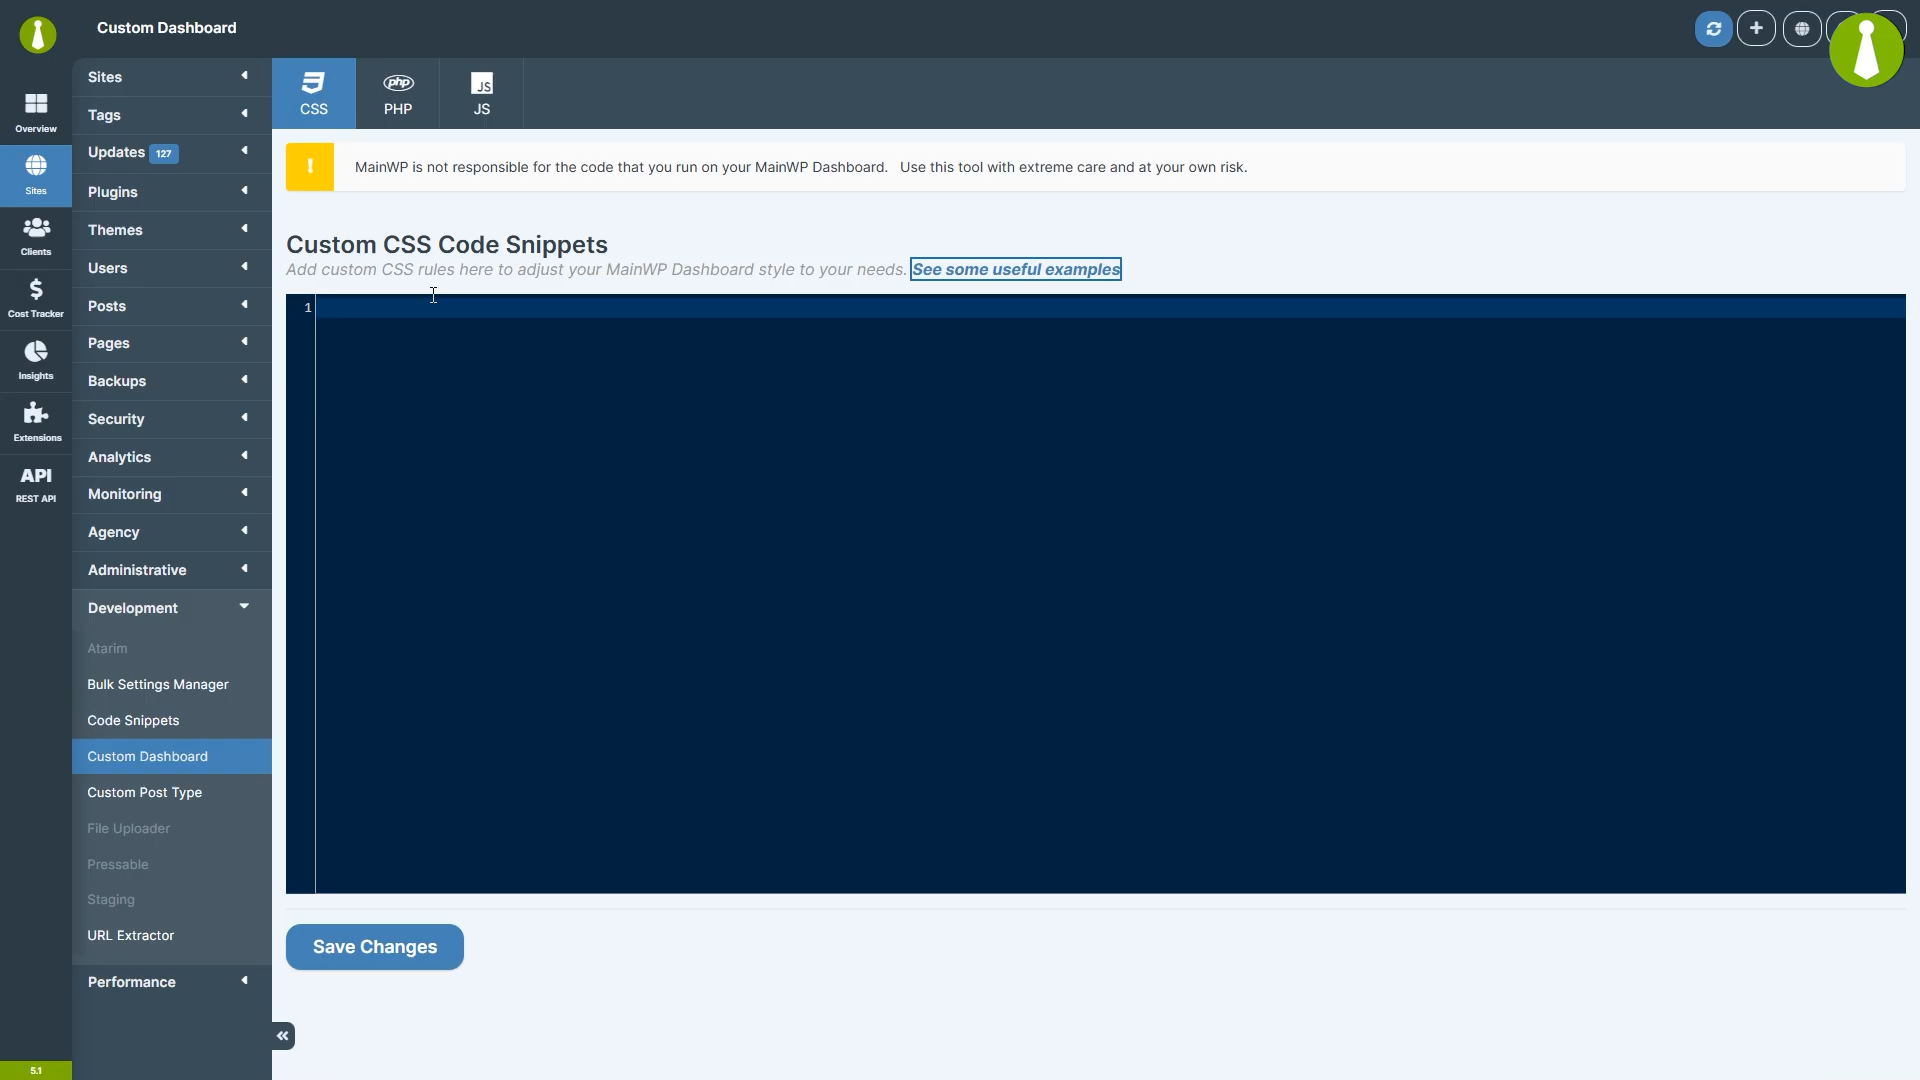 Custom Dashboard
Overview
Sites
Clients
Cost Tracker
Insights
Extensions
API
REST API
5.1
Sites
Tags
Updates 127
Plugins
Themes
Users
Posts
Pages
Backups
Security
Analytics
Monitoring
Agency
Administrative
Development
Atarim
Bulk Settings Manager
Code Snippets
Custom Dashboard
Custom Post Type
File Uploader
Pressable
Staging
URL Extractor
Performance
CSS
php
PHP
JS
JS
! MainWP is not responsible for the code that you run on your MainWP Dashboard. Use this tool with extreme care and at your own risk.
Custom CSS Code Snippets
Add custom CSS rules here to adjust your MainWP Dashboard style to your needs. See some useful examples
1
Save Changes